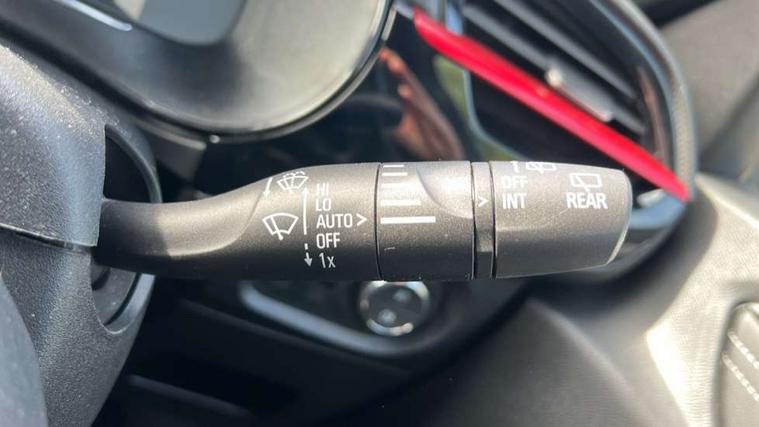 HI
LO
AUTO >
OFF
1x
> INT
OFF
REAR